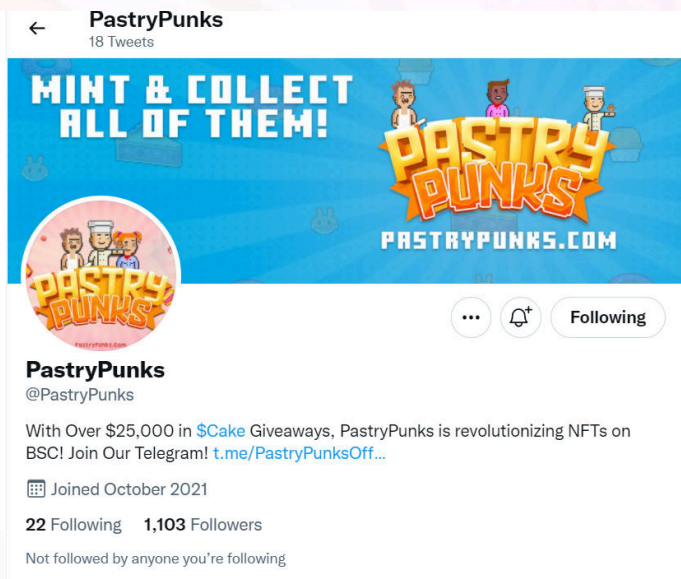 PastryPunks
18 Tweets
MINT & COLLECT
ALL OF THEM!
PASTRY
PUNKS
PASTRYPUNKS.COM
PASTRY
PUNKS
PASTRYPUNKS.COM
Following
PastryPunks
@PastryPunks
With Over $25,000 in $Cake Giveaways, PastryPunks is revolutionizing NFTs on
BSC! Join Our Telegram! t.me/PastryPunksOff...
Joined October 2021
22 Following 1,103 Followers
Not followed by anyone you're following